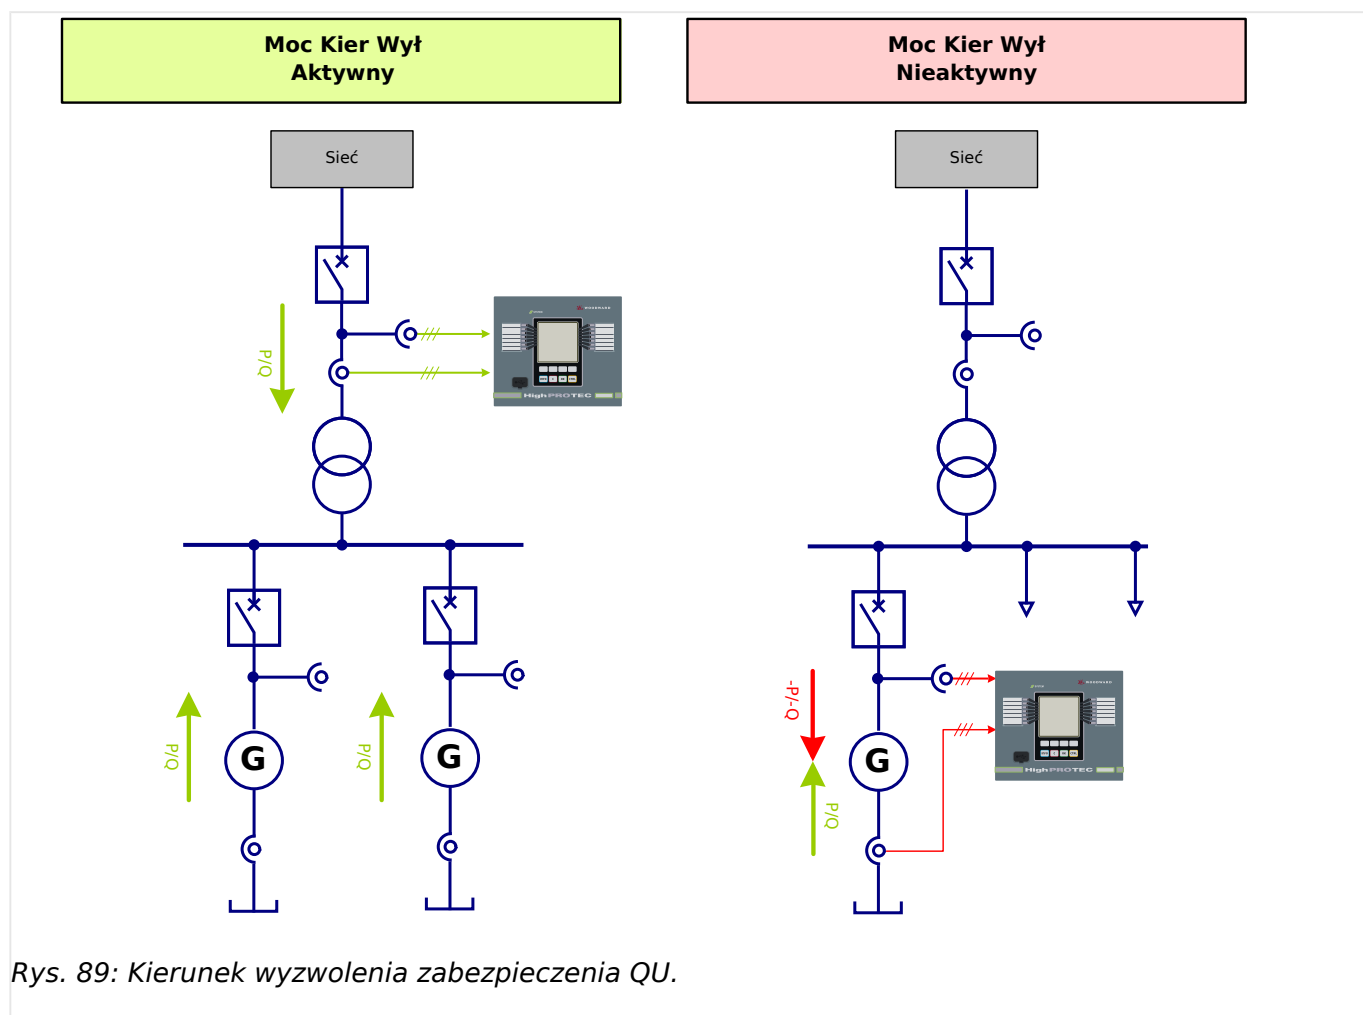 Moc Kier Wył
Aktywny
Moc Kier Wył
Nieaktywny
Sieć
Sieć
P/Q
HighPROTEC
P/Q
G
P/Q
G
-P/-Q
P/Q
G
HighPROTEC
Rys. 89: Kierunek wyzwolenia zabezpieczenia QU.